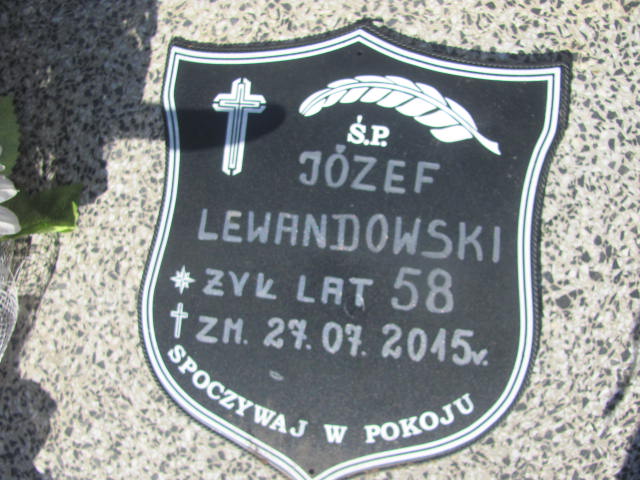 Ś.P.
JÓZEF
LEWANDOWSKI
ŻYŁ LAT 58
ZM. 27.07.2015r.
SPOCZYWAJ W POKOJU